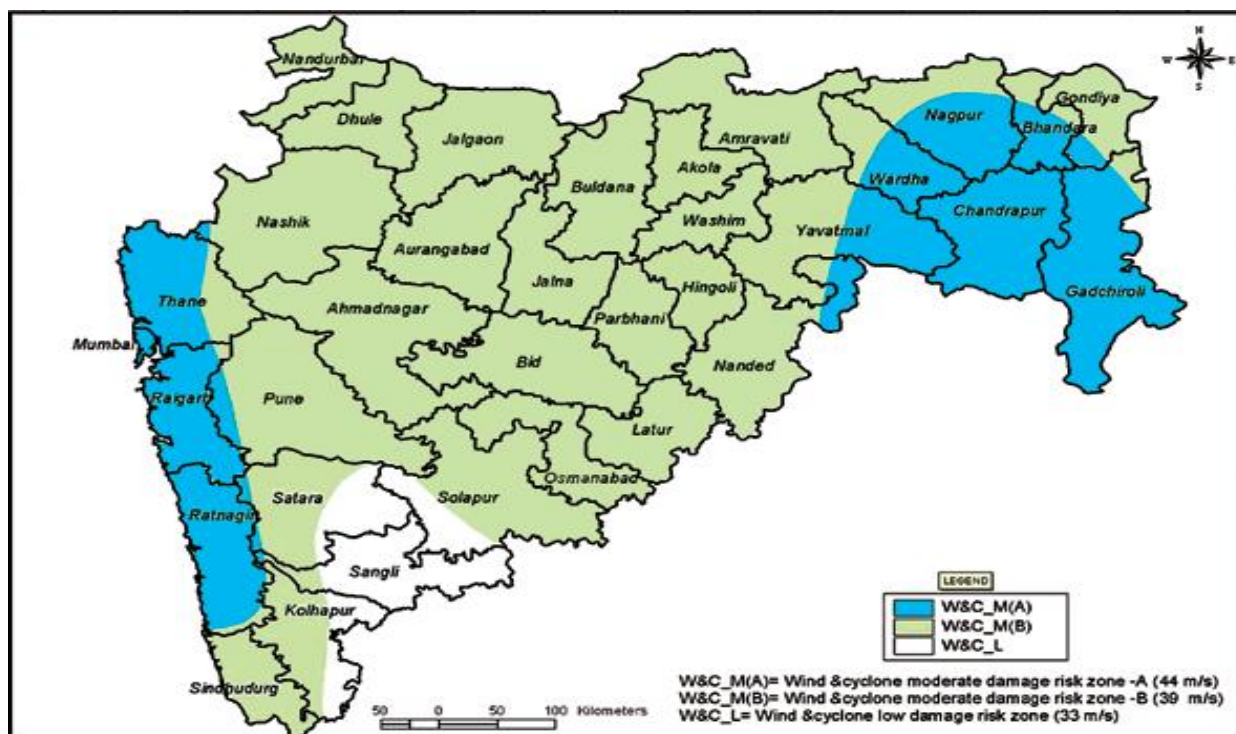 N
W E
S
Nandurbar
Gondiya
Dhule
Nagpur
Bhandara
Jalgaon
Amravati
Akola
Buldana
Wardha
Nashik
Washim
Chandrapur
Aurangabad
Yavatmal
Jalna
Hingoli
Gadchiroli
Thane
Ahmadnagar
Parbhani
Mumbai
Bid
Nanded
Raigarh
Pune
Latur
Osmanabad
Satara
Solapur
Ratnagiri
Sangli
Kolhapur
Sindhudurg
LEGEND
W&C_M(A)
W&C_M(B)
W&C_L
W&C_M(A)= Wind &cyclone moderate damage risk zone -A (44 m/s)
W&C_M(B)= Wind &cyclone moderate damage risk zone -B (39 m/s)
W&C_L= Wind &cyclone low damage risk zone (33 m/s)
50 0 50 100 Kilometers